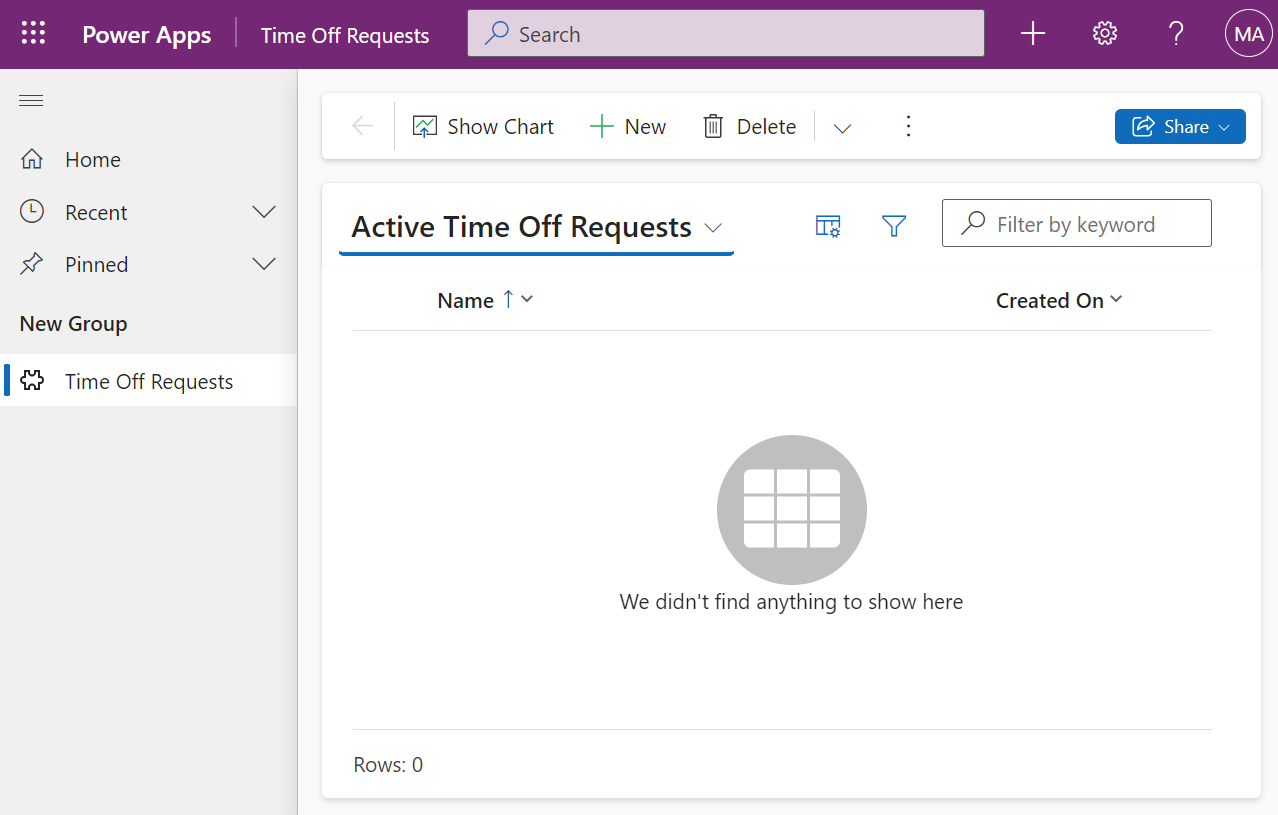 Power Apps
Time Off Requests
Search
MA
Home
Recent
Pinned
New Group
Time Off Requests
Show Chart
New
Delete
Share
Active Time Off Requests
Filter by keyword
Name
Created On
We didn't find anything to show here
Rows: 0